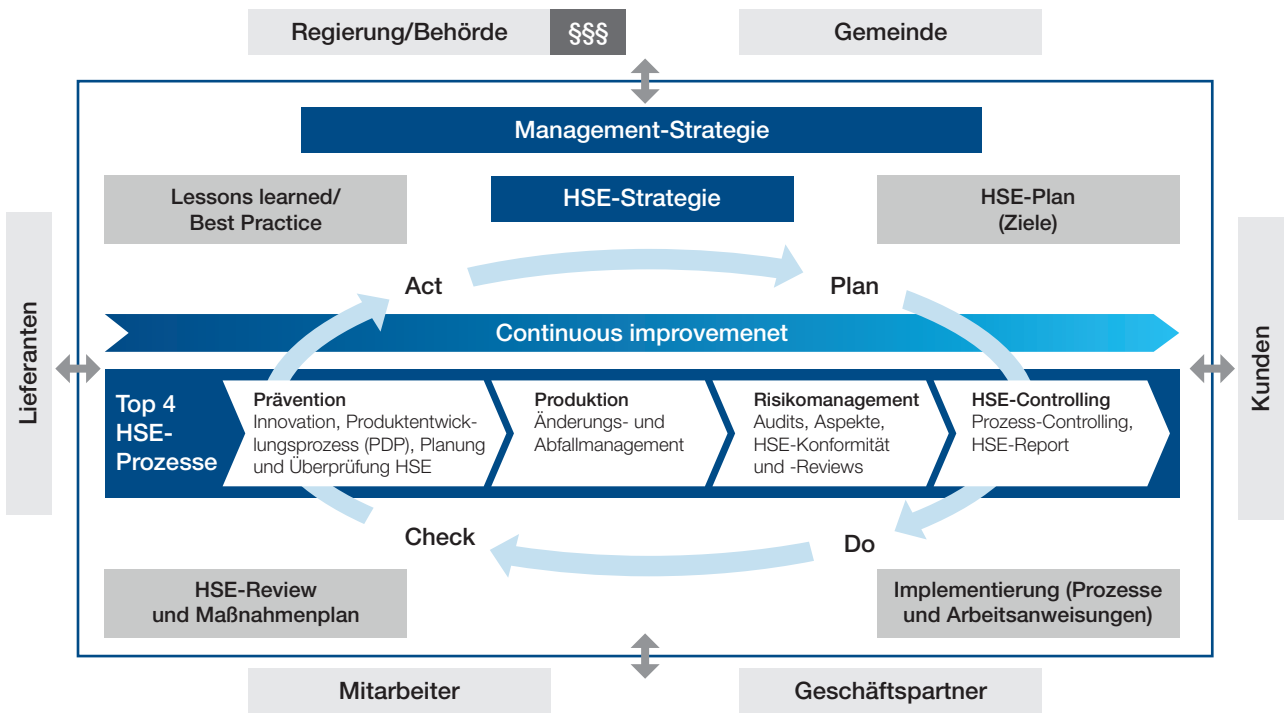 Regierung/Behörde
§§§
Gemeinde
Management-Strategie
Lessons learned/
Best Practice
HSE-Strategie
HSE-Plan
(Ziele)
Act
Plan
Lieferanten
Kunden
Continuous improvemenet
Top 4
HSE-
Prozesse
Prävention
Innovation, Produktentwick-
lungsprozess (PDP), Planung
und Überprüfung HSE
Produktion
Änderungs- und
Abfallmanagement
Risikomanagement
Audits, Aspekte,
HSE-Konformität
und -Reviews
HSE-Controlling
Prozess-Controlling,
HSE-Report
Check
Do
HSE-Review
und Maßnahmenplan
Implementierung (Prozesse
und Arbeitsanweisungen)
Mitarbeiter
Geschäftspartner